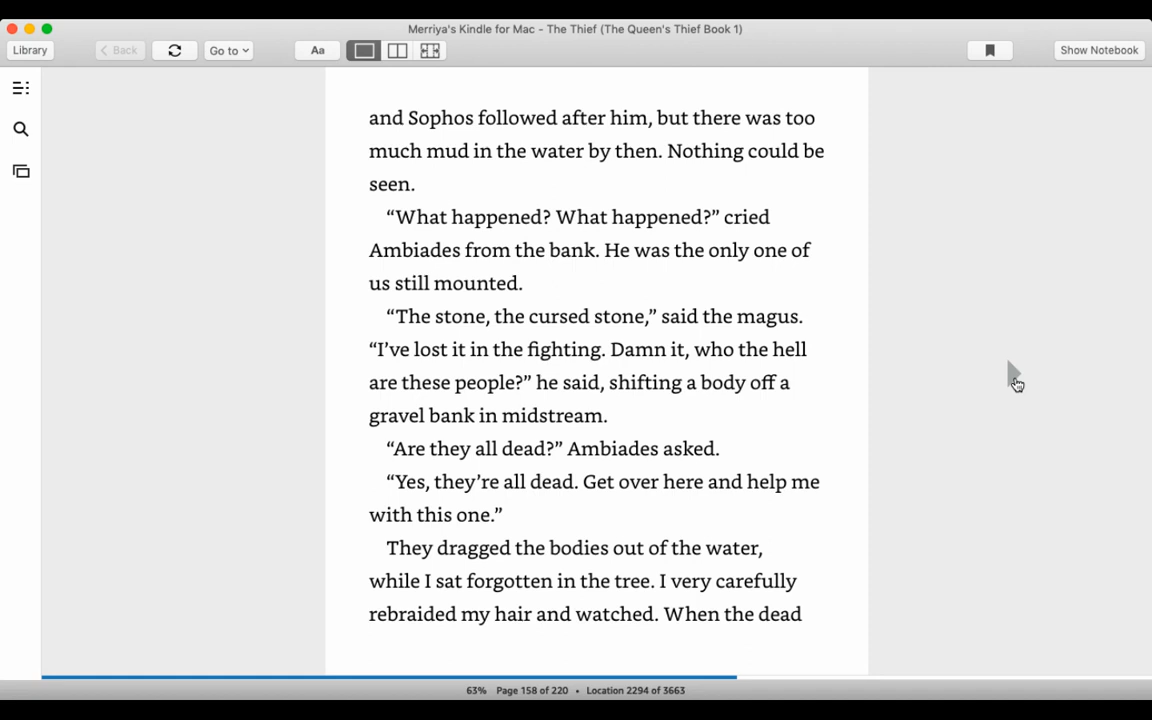 Merriya's Kindle for Mac - The Thief (The Queen's Thief Book 1)
Library
Back
Go to
Aa
Show Notebook
and Sophos followed after him, but there was too
much mud in the water by then. Nothing could be
seen.
“What happened? What happened?” cried
Ambiades from the bank. He was the only one of
us still mounted.
“The stone, the cursed stone,” said the magus.
“I’ve lost it in the fighting. Damn it, who the hell
are these people?” he said, shifting a body off a
gravel bank in midstream.
“Are they all dead?” Ambiades asked.
“Yes, they’re all dead. Get over here and help me
with this one.”
They dragged the bodies out of the water,
while I sat forgotten in the tree. I very carefully
rebraided my hair and watched. When the dead
63% Page 158 of 220 • Location 2294 of 3663